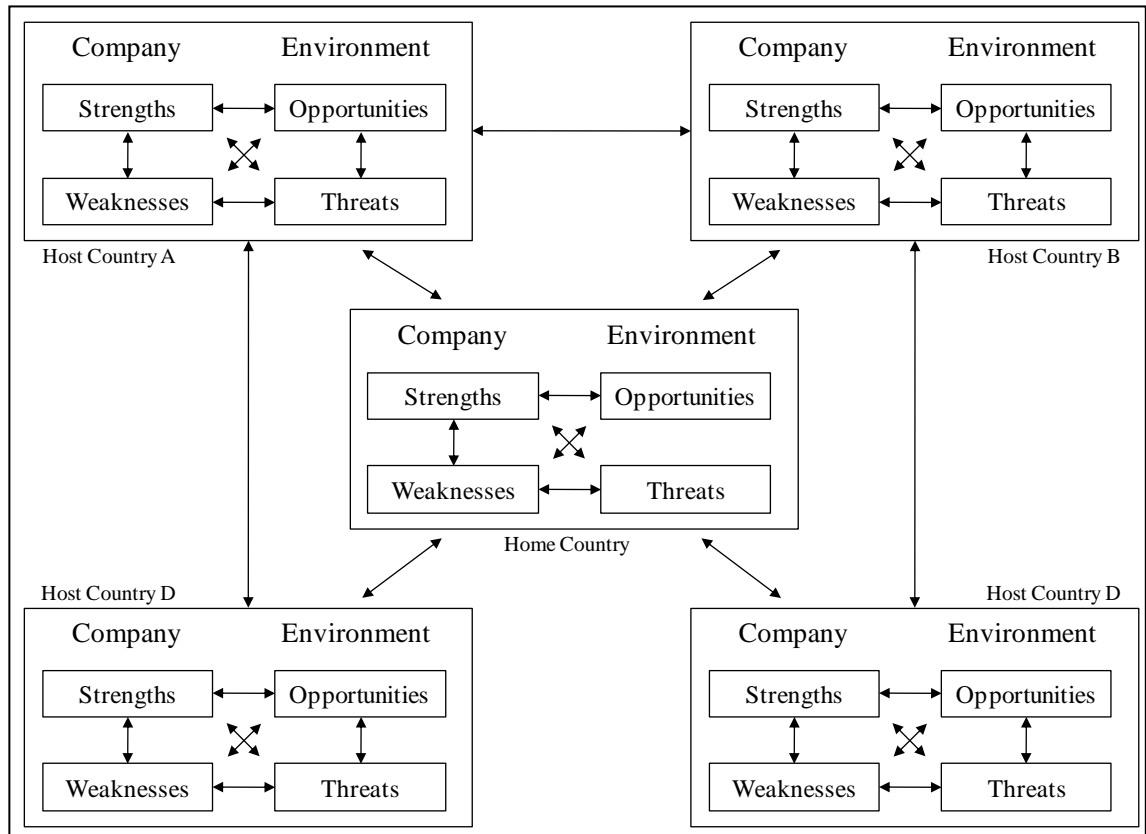 Company Environment
Strengths Opportunities
Weaknesses Threats
Host Country A
Company Environment
Strengths Opportunities
Weaknesses Threats
Host Country B
Company Environment
Strengths Opportunities
Weaknesses Threats
Home Country
Host Country D
Company Environment
Strengths Opportunities
Weaknesses Threats
Host Country D
Company Environment
Strengths Opportunities
Weaknesses Threats